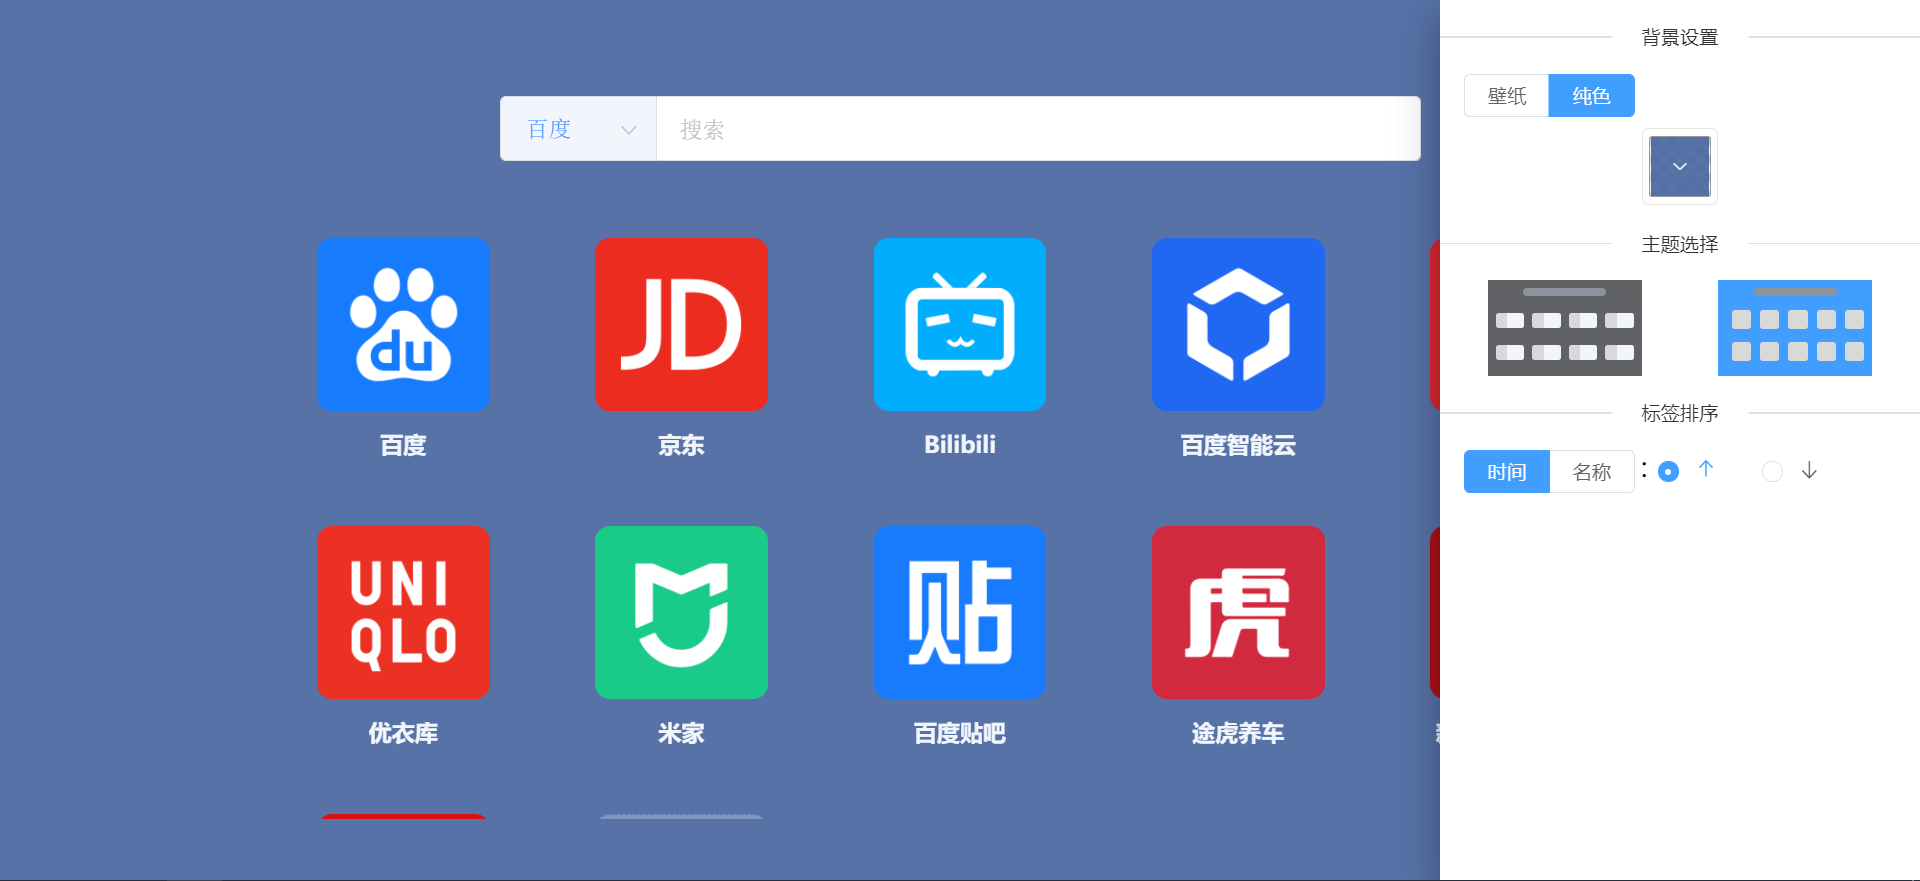 百度
搜索
du
JD
百度
京东
Bilibili
百度智能云
UNI
QLO
贴
虎
优衣库
米家
百度贴吧
途虎养车
背景设置
壁纸
纯色
主题选择
标签排序
时间
名称
: